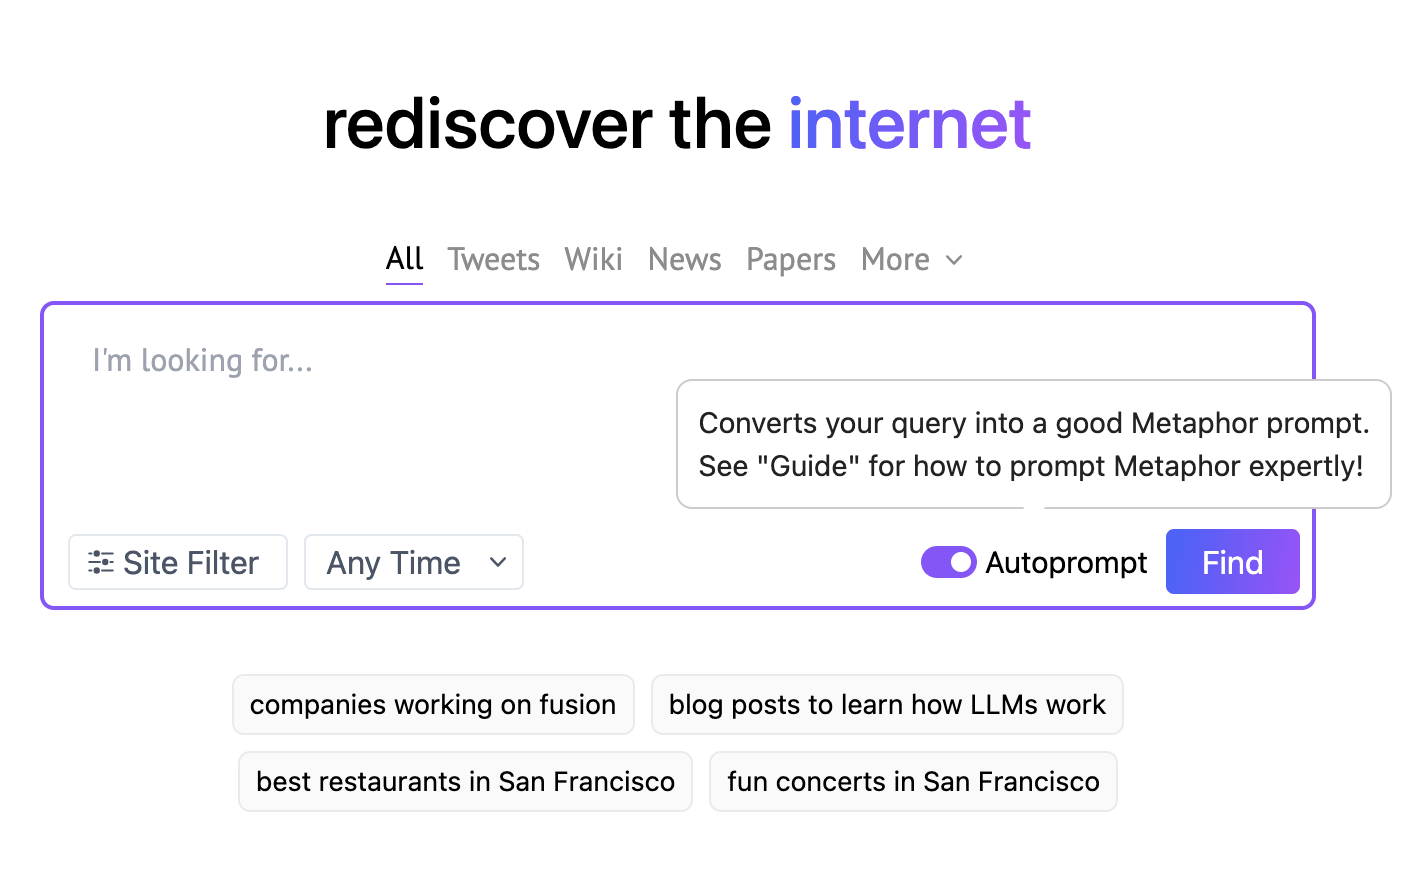 rediscover the internet
All Tweets Wiki News Papers More
I'm looking for...
Converts your query into a good Metaphor prompt.
See "Guide" for how to prompt Metaphor expertly!
Site Filter Any Time Autoprompt Find
companies working on fusion blog posts to learn how LLMs work
best restaurants in San Francisco fun concerts in San Francisco